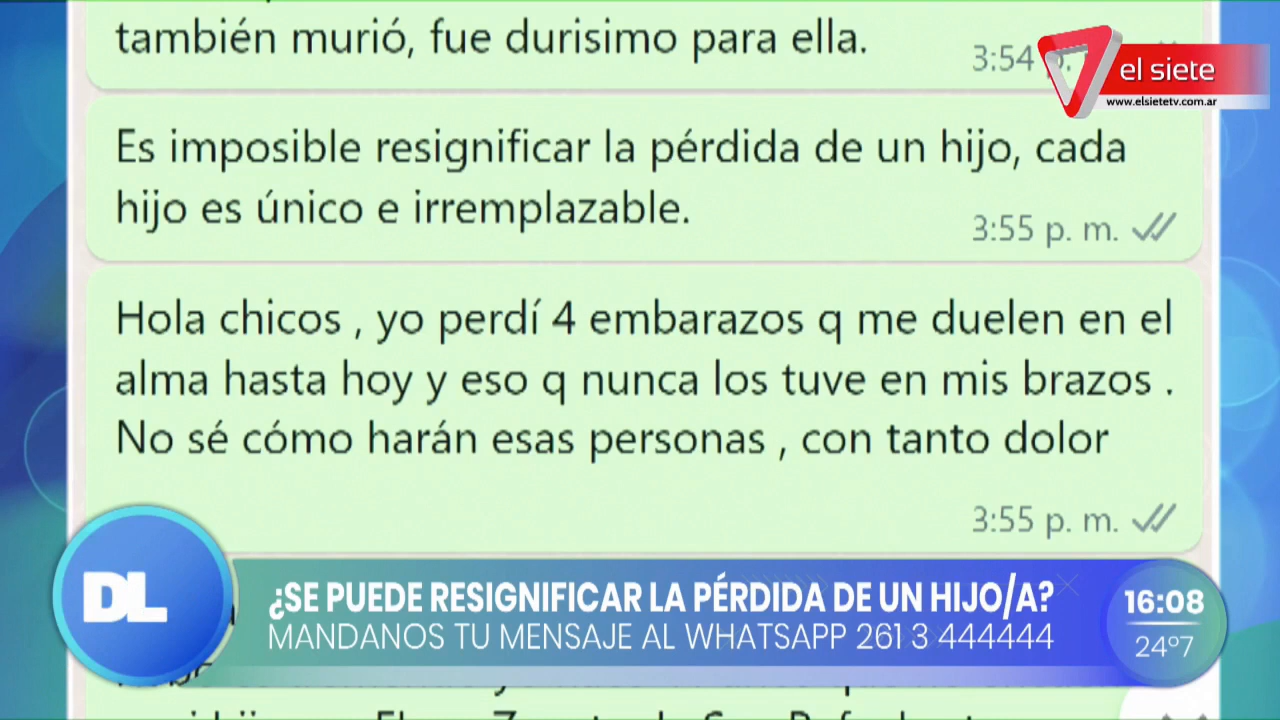 también murió, fue durisimo para ella.
3:54 p.
el siete
www.elsietetv.com.ar
Es imposible resignificar la pérdida de un hijo, cada
hijo es único e irremplazable.
3:55 p. m.
Hola chicos , yo perdí 4 embarazos q me duelen en el
alma hasta hoy y eso q nunca los tuve en mis brazos .
No sé cómo harán esas personas , con tanto dolor
3:55 p. m.
DL
¿SE PUEDE RESIGNIFICAR LA PÉRDIDA DE UN HIJO/A?
MANDANOS TU MENSAJE AL WHATSAPP 261 3 444444
16:08
24º7